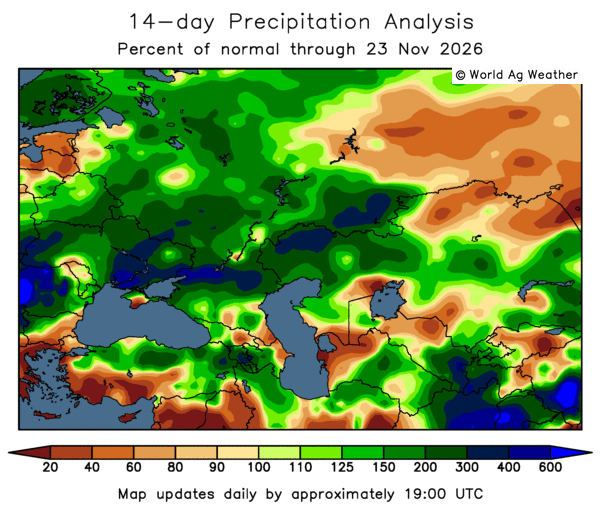 14-day Precipitation Analysis
Percent of normal through 23 Nov 2026
© World Ag Weather
20 40 60 80 90 100 110 125 150 200 300 400 600
Map updates daily by approximately 19:00 UTC